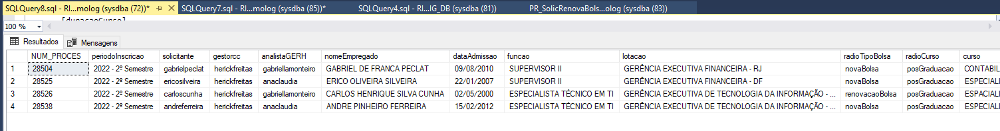 SQLQuery8.sql - RI...molog (sysdba (72))* SQLQuery7.sql - RI...molog (sysdba (85))* SQLQuery4.sql - RI...IG_DB (sysdba (81)) PR_SolicRenovaBols...olog (sysdba (83))
[duracaoCurso]
100 %
Resultados Mensagens
NUM_PROCES periodoInscricao solicitante gestorcc analistaGERH nomeEmpregado dataAdmissao funcao lotacao radioTipoBolsa radioCurso curso
1 28504 2022 - 2º Semestre gabrielpeclat herickfreitas gabriellamonteiro GABRIEL DE FRANCA PECLAT 09/08/2010 SUPERVISOR II GERÊNCIA EXECUTIVA FINANCEIRA - RJ novaBolsa posGraduacao CONTABIL
2 28525 2022 - 2º Semestre ericosilveira herickfreitas anaclaudia ERICO OLIVEIRA SILVEIRA 22/01/2007 SUPERVISOR II GERÊNCIA EXECUTIVA FINANCEIRA - DF novaBolsa posGraduacao ESPECIALI
3 28526 2022 - 2º Semestre carloscunha herickfreitas gabriellamonteiro CARLOS HENRIQUE SILVA CUNHA 02/05/2000 ESPECIALISTA TÉCNICO EM TI GERÊNCIA EXECUTIVA DE TECNOLOGIA DA INFORMAÇÃO - ... renovacaoBolsa posGraduacao ESPACIALI
4 28538 2022 - 2º Semestre andreferreira herickfreitas anaclaudia ANDRE PINHEIRO FERREIRA 15/02/2012 ESPECIALISTA TÉCNICO EM TI GERÊNCIA EXECUTIVA DE TECNOLOGIA DA INFORMAÇÃO - ... novaBolsa posGraduacao ESPECIALI